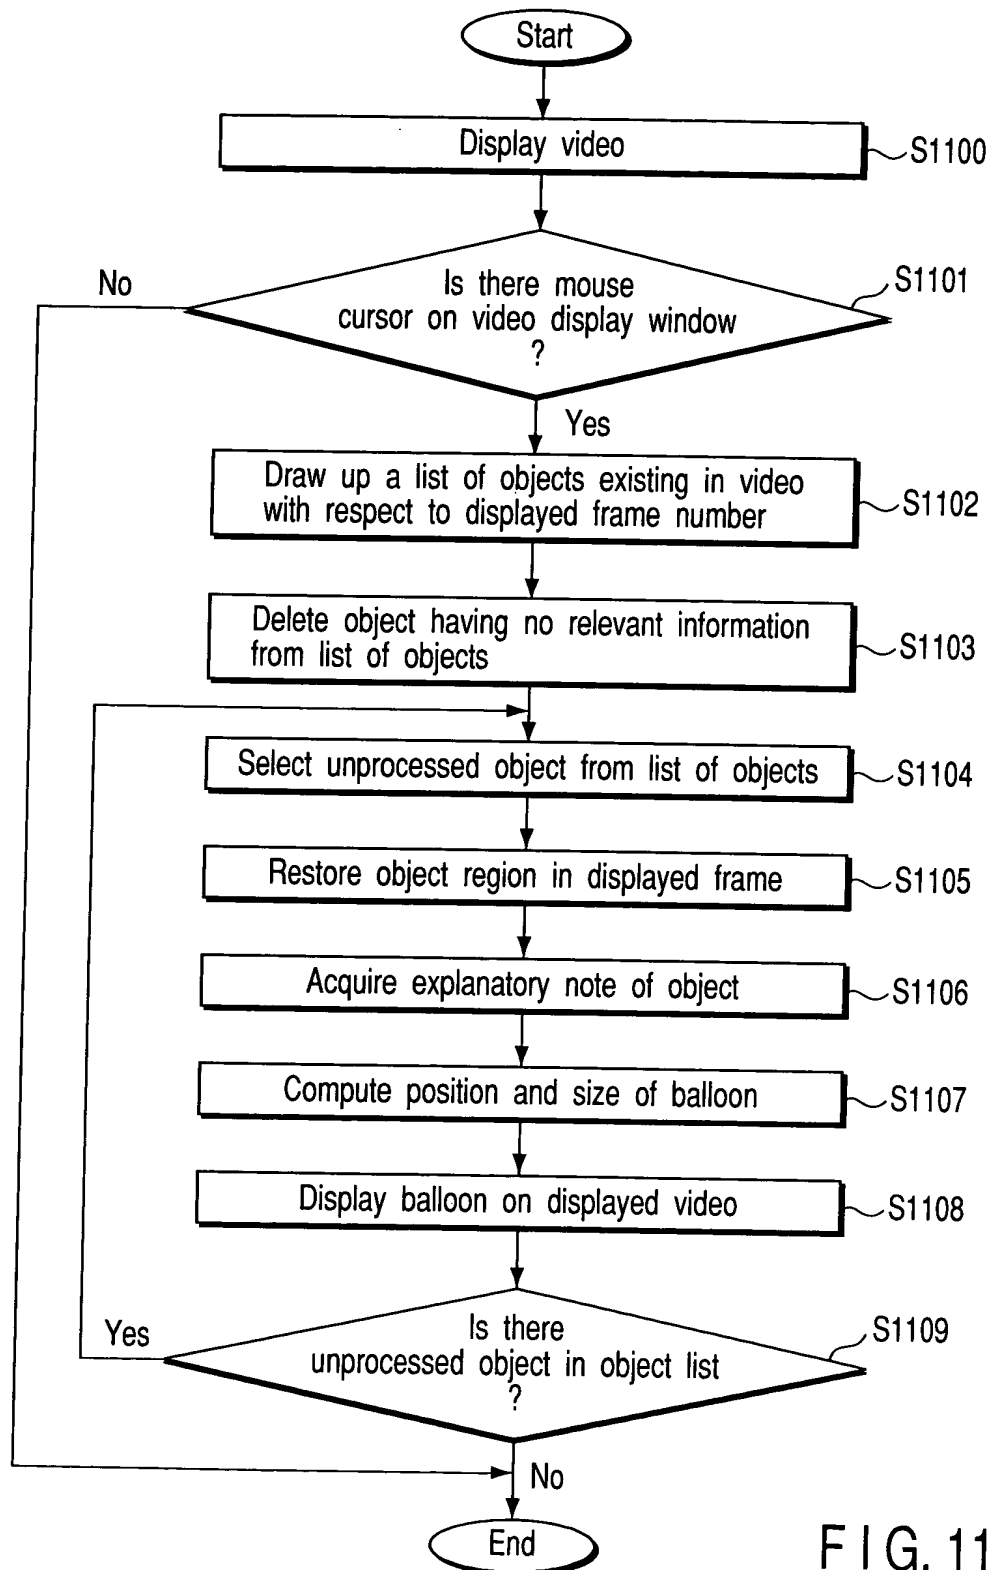 Start
Display video
S1100
No
Is there mouse
cursor on video display window
?
S1101
Yes
Draw up a list of objects existing in video
with respect to displayed frame number
S1102
Delete object having no relevant information
from list of objects
S1103
Select unprocessed object from list of objects
S1104
Restore object region in displayed frame
S1105
Acquire explanatory note of object
S1106
Compute position and size of balloon
S1107
Display balloon on displayed video
S1108
Yes
Is there
unprocessed object in object list
?
S1109
No
End
FIG. 11